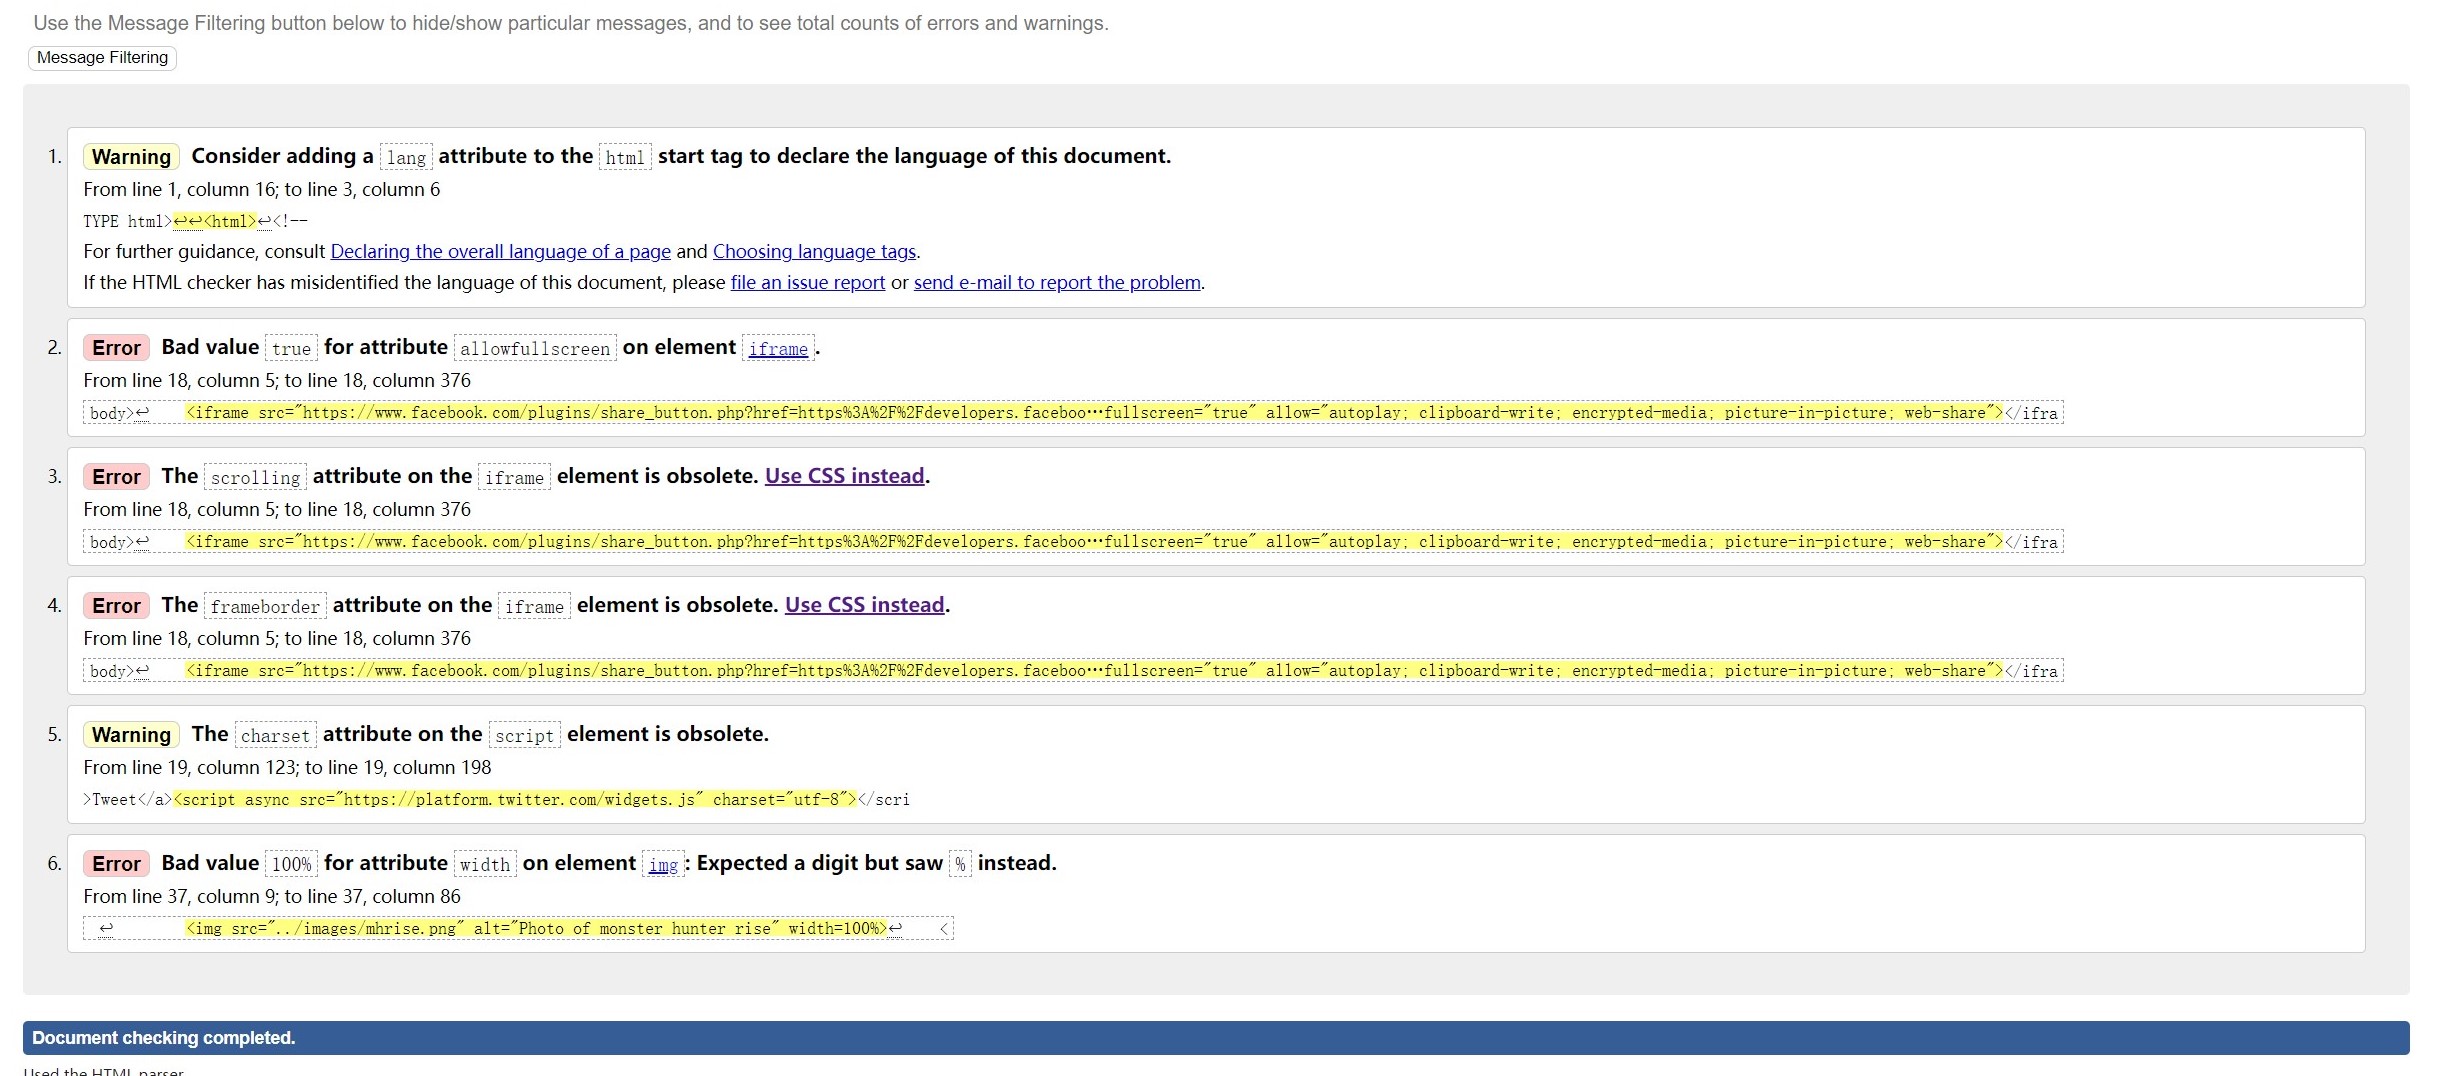 Use the Message Filtering button below to hide/show particular messages, and to see total counts of errors and warnings.
Message Filtering
1. Warning Consider adding a lang attribute to the html start tag to declare the language of this document.
From line 1, column 16; to line 3, column 6
TYPE html>↩↩<html>↩<!--
For further guidance, consult Declaring the overall language of a page and Choosing language tags.
If the HTML checker has misidentified the language of this document, please file an issue report or send e-mail to report the problem.
2. Error Bad value true for attribute allowfullscreen on element iframe.
From line 18, column 5; to line 18, column 376
body>↩ <iframe src="https://www.facebook.com/plugins/share_button.php?href=https%3A%2F%2Fdevelopers.faceboo…fullscreen="true" allow="autoplay; clipboard-write; encrypted-media; picture-in-picture; web-share"></ifra
3. Error The scrolling attribute on the iframe element is obsolete. Use CSS instead.
From line 18, column 5; to line 18, column 376
body>↩ <iframe src="https://www.facebook.com/plugins/share_button.php?href=https%3A%2F%2Fdevelopers.faceboo…fullscreen="true" allow="autoplay; clipboard-write; encrypted-media; picture-in-picture; web-share"></ifra
4. Error The frameborder attribute on the iframe element is obsolete. Use CSS instead.
From line 18, column 5; to line 18, column 376
body>↩ <iframe src="https://www.facebook.com/plugins/share_button.php?href=https%3A%2F%2Fdevelopers.faceboo…fullscreen="true" allow="autoplay; clipboard-write; encrypted-media; picture-in-picture; web-share"></ifra
5. Warning The charset attribute on the script element is obsolete.
From line 19, column 123; to line 19, column 198
>Tweet</a><script async src="https://platform.twitter.com/widgets.js" charset="utf-8"></scri
6. Error Bad value 100% for attribute width on element img: Expected a digit but saw % instead.
From line 37, column 9; to line 37, column 86
↩ <img src="../images/mhrise.png" alt="Photo of monster hunter rise" width=100%>↩ <
Document checking completed.
Used the HTML parser.